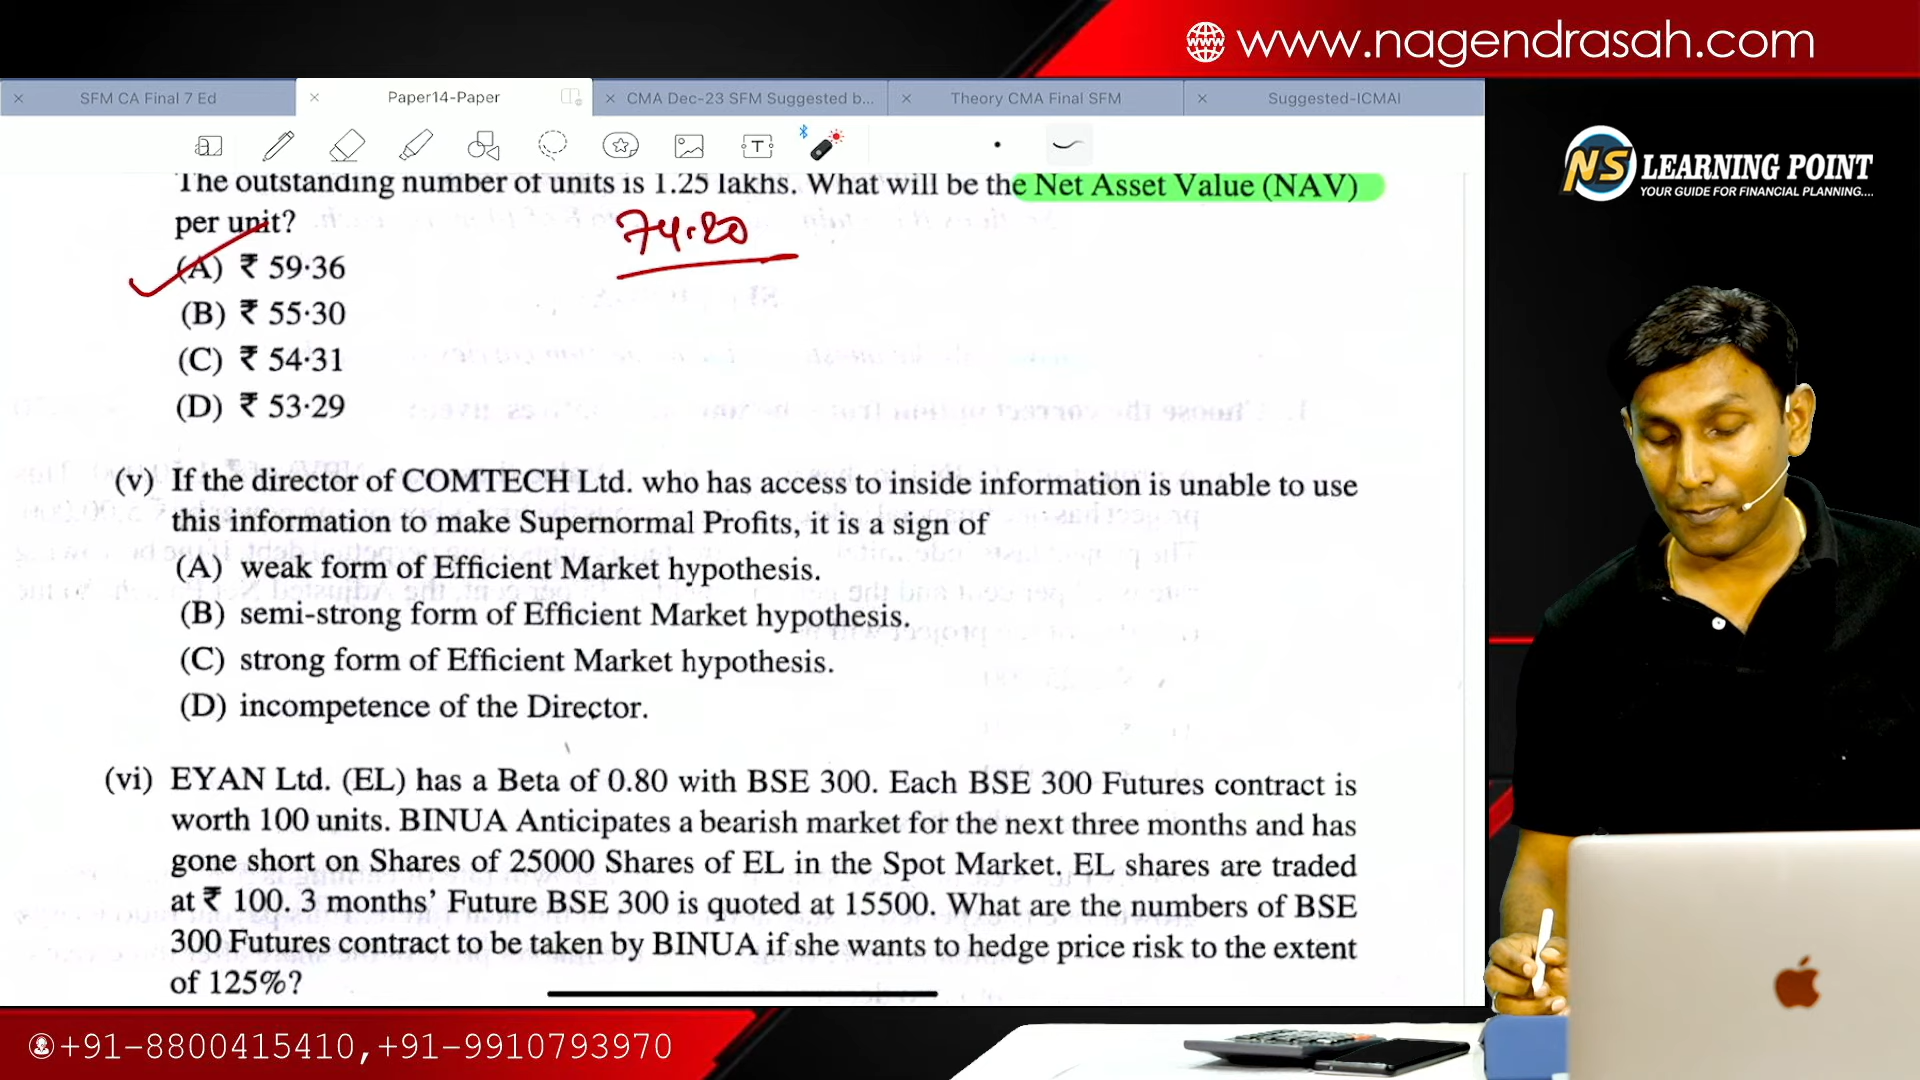 www.nagendrasah.com
SFM CA Final 7 Ed
Paper14-Paper
CMA Dec-23 SFM Suggested b...
Theory CMA Final SFM
Suggested-ICMAI
NS LEARNING POINT
YOUR GUIDE FOR FINANCIAL PLANNING....
The outstanding number of units is 1.25 lakhs. What will be the Net Asset Value (NAV)
per unit?
74.20
(A) ₹ 59·36
(B) ₹ 55·30
(C) ₹ 54·31
(D) ₹ 53·29
(v) If the director of COMTECH Ltd. who has access to inside information is unable to use
this information to make Supernormal Profits, it is a sign of
(A) weak form of Efficient Market hypothesis.
(B) semi-strong form of Efficient Market hypothesis.
(C) strong form of Efficient Market hypothesis.
(D) incompetence of the Director.
(vi) EYAN Ltd. (EL) has a Beta of 0.80 with BSE 300. Each BSE 300 Futures contract is
worth 100 units. BINUA Anticipates a bearish market for the next three months and has
gone short on Shares of 25000 Shares of EL in the Spot Market. EL shares are traded
at ₹ 100. 3 months' Future BSE 300 is quoted at 15500. What are the numbers of BSE
300 Futures contract to be taken by BINUA if she wants to hedge price risk to the extent
of 125%?
+91-8800415410,+91-9910793970